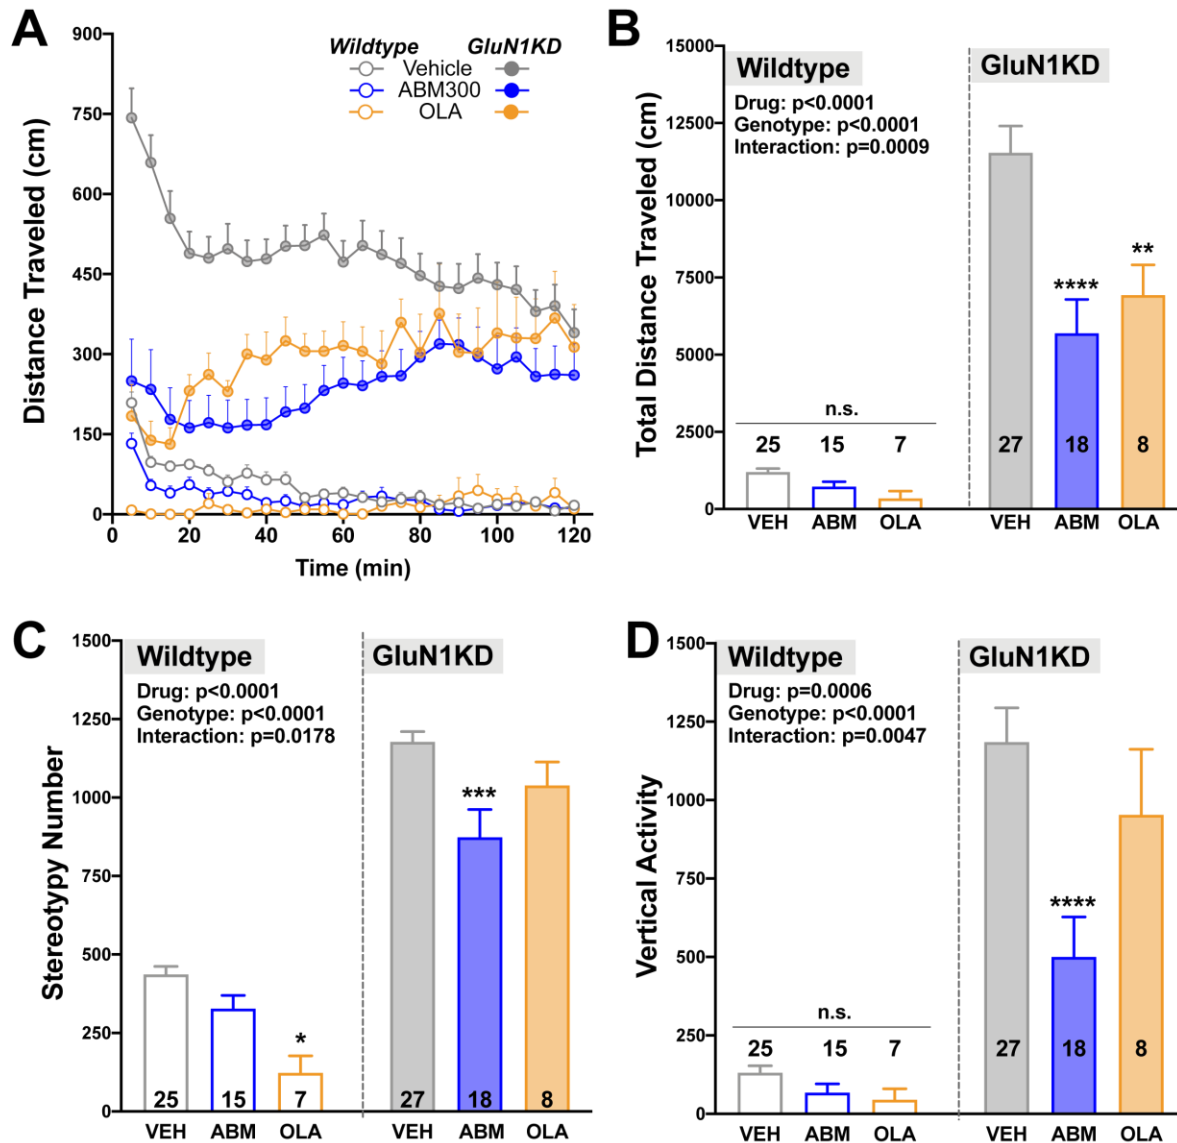 A
Distance Traveled (cm)
900
750
600
450
300
150
0
0 20 40 60 80 100 120
Time (min)
Wildtype GluN1KD
Vehicle
ABM300
OLA
B
Total Distance Traveled (cm)
15000
12500
10000
7500
5000
2500
0
Wildtype
Drug: p<0.0001
Genotype: p<0.0001
Interaction: p=0.0009
GluN1KD
n.s.
25 15 7
**** **
27 18 8
VEH ABM OLA VEH ABM OLA
C
Stereotypy Number
1500
1250
1000
750
500
250
0
Wildtype
Drug: p<0.0001
Genotype: p<0.0001
Interaction: p=0.0178
GluN1KD
***
*
25 15 7 27 18 8
VEH ABM OLA VEH ABM OLA
D
Vertical Activity
1500
1250
1000
750
500
250
0
Wildtype
Drug: p=0.0006
Genotype: p<0.0001
Interaction: p=0.0047
GluN1KD
****
n.s.
25 15 7 27 18 8
VEH ABM OLA VEH ABM OLA